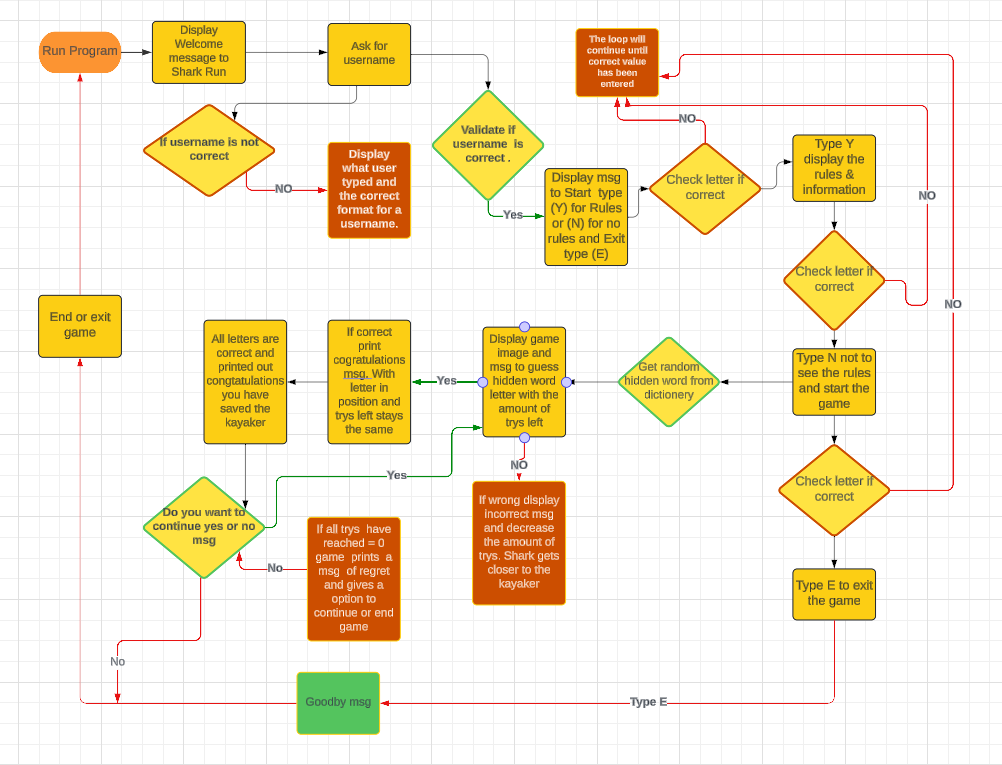 Run Program
Display
Welcome
message to
Shark Run
Ask for
username
The loop will
continue until
correct value
has been
entered
If username is not
correct
NO
Display
what user
typed and
the correct
format for a
username.
Validate if
username is
correct .
Yes
Display msg
to Start type
(Y) for Rules
or (N) for no
rules and Exit
type (E)
NO
Check letter if
correct
Type Y
display the
rules &
information
NO
Check letter if
correct
NO
End or exit
game
All letters are
correct and
printed out
congtatulations
you have
saved the
kayaker
If correct
print
cogratulations
msg. With
letter in
position and
trys left stays
the same
Yes
Display game
image and
msg to guess
hidden word
letter with the
amount of
trys left
Get random
hidden word from
dictionery
Type N not to
see the rules
and start the
game
NO
Yes
Check letter if
correct
Do you want to
continue yes or no
msg
No
If all trys have
reached = 0
game prints a
msg of regret
and gives a
option to
continue or end
game
If wrong display
incorrect msg
and decrease
the amount of
trys. Shark gets
closer to the
kayaker
Type E to exit
the game
No
Goodby msg
Type E